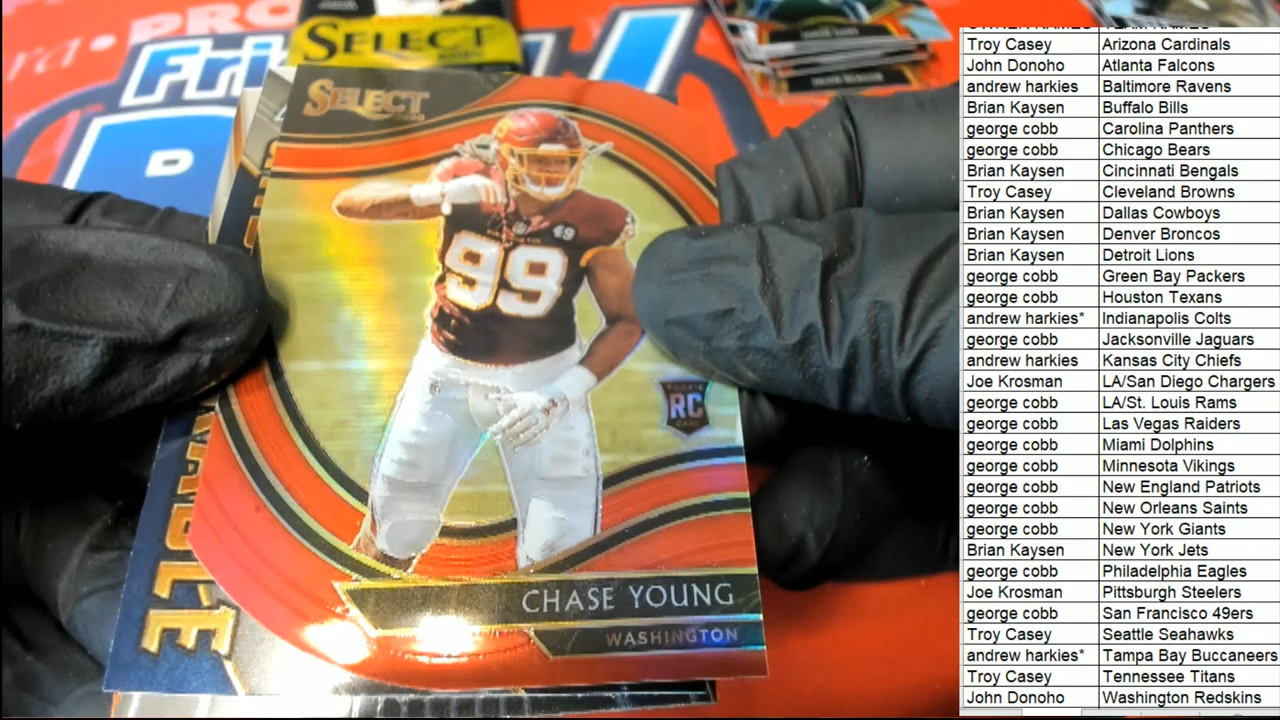 PRO
SELECT
SELECT
99
49
ROOKIE
RC
CARD
CHASE YOUNG
WASHINGTON
Troy Casey Arizona Cardinals
John Donoho Atlanta Falcons
andrew harkies Baltimore Ravens
Brian Kaysen Buffalo Bills
george cobb Carolina Panthers
george cobb Chicago Bears
Brian Kaysen Cincinnati Bengals
Troy Casey Cleveland Browns
Brian Kaysen Dallas Cowboys
Brian Kaysen Denver Broncos
Brian Kaysen Detroit Lions
george cobb Green Bay Packers
george cobb Houston Texans
andrew harkies* Indianapolis Colts
george cobb Jacksonville Jaguars
andrew harkies Kansas City Chiefs
Joe Krosman LA/San Diego Chargers
george cobb LA/St. Louis Rams
george cobb Las Vegas Raiders
george cobb Miami Dolphins
george cobb Minnesota Vikings
george cobb New England Patriots
george cobb New Orleans Saints
george cobb New York Giants
Brian Kaysen New York Jets
george cobb Philadelphia Eagles
Joe Krosman Pittsburgh Steelers
george cobb San Francisco 49ers
Troy Casey Seattle Seahawks
andrew harkies* Tampa Bay Buccaneers
Troy Casey Tennessee Titans
John Donoho Washington Redskins